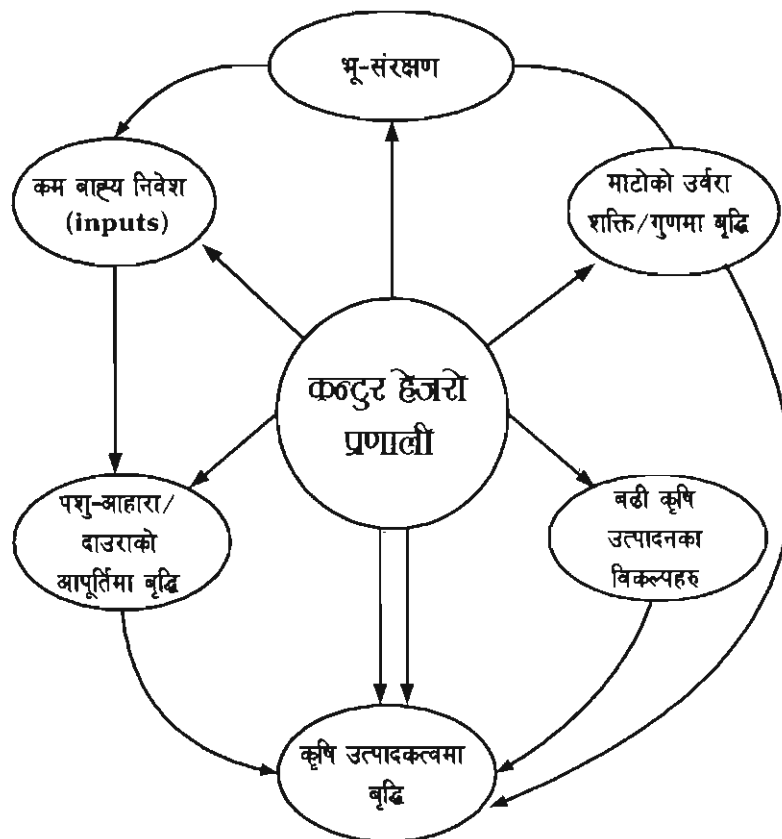 भू-संरक्षण
कम बाह्य निवेश
(inputs)
माटोको उर्वरा
शक्ति/गुणमा बृद्धि
कन्टुर हेजरो
प्रणाली
पशु-आहारा/
दाउराको
आपूर्तिमा बृद्धि
बढी कृषि
उत्पादनका
विकल्पहरु
कृषि उत्पादकत्वमा
बृद्धि